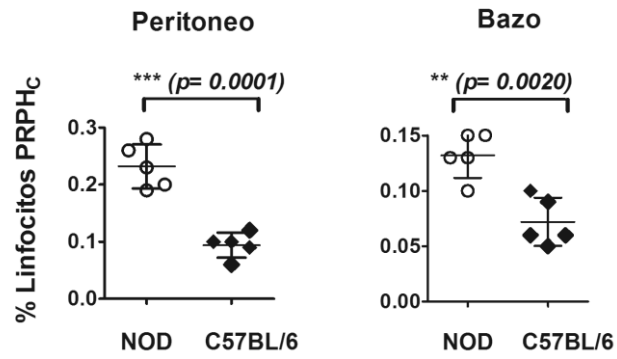 Peritoneo
*** (p= 0.0001)
% Linfocitos PRPHC
0.3
0.2
0.1
0.0
NOD C57BL/6
Bazo
** (p= 0.0020)
0.15
0.10
0.05
0.00
NOD C57BL/6